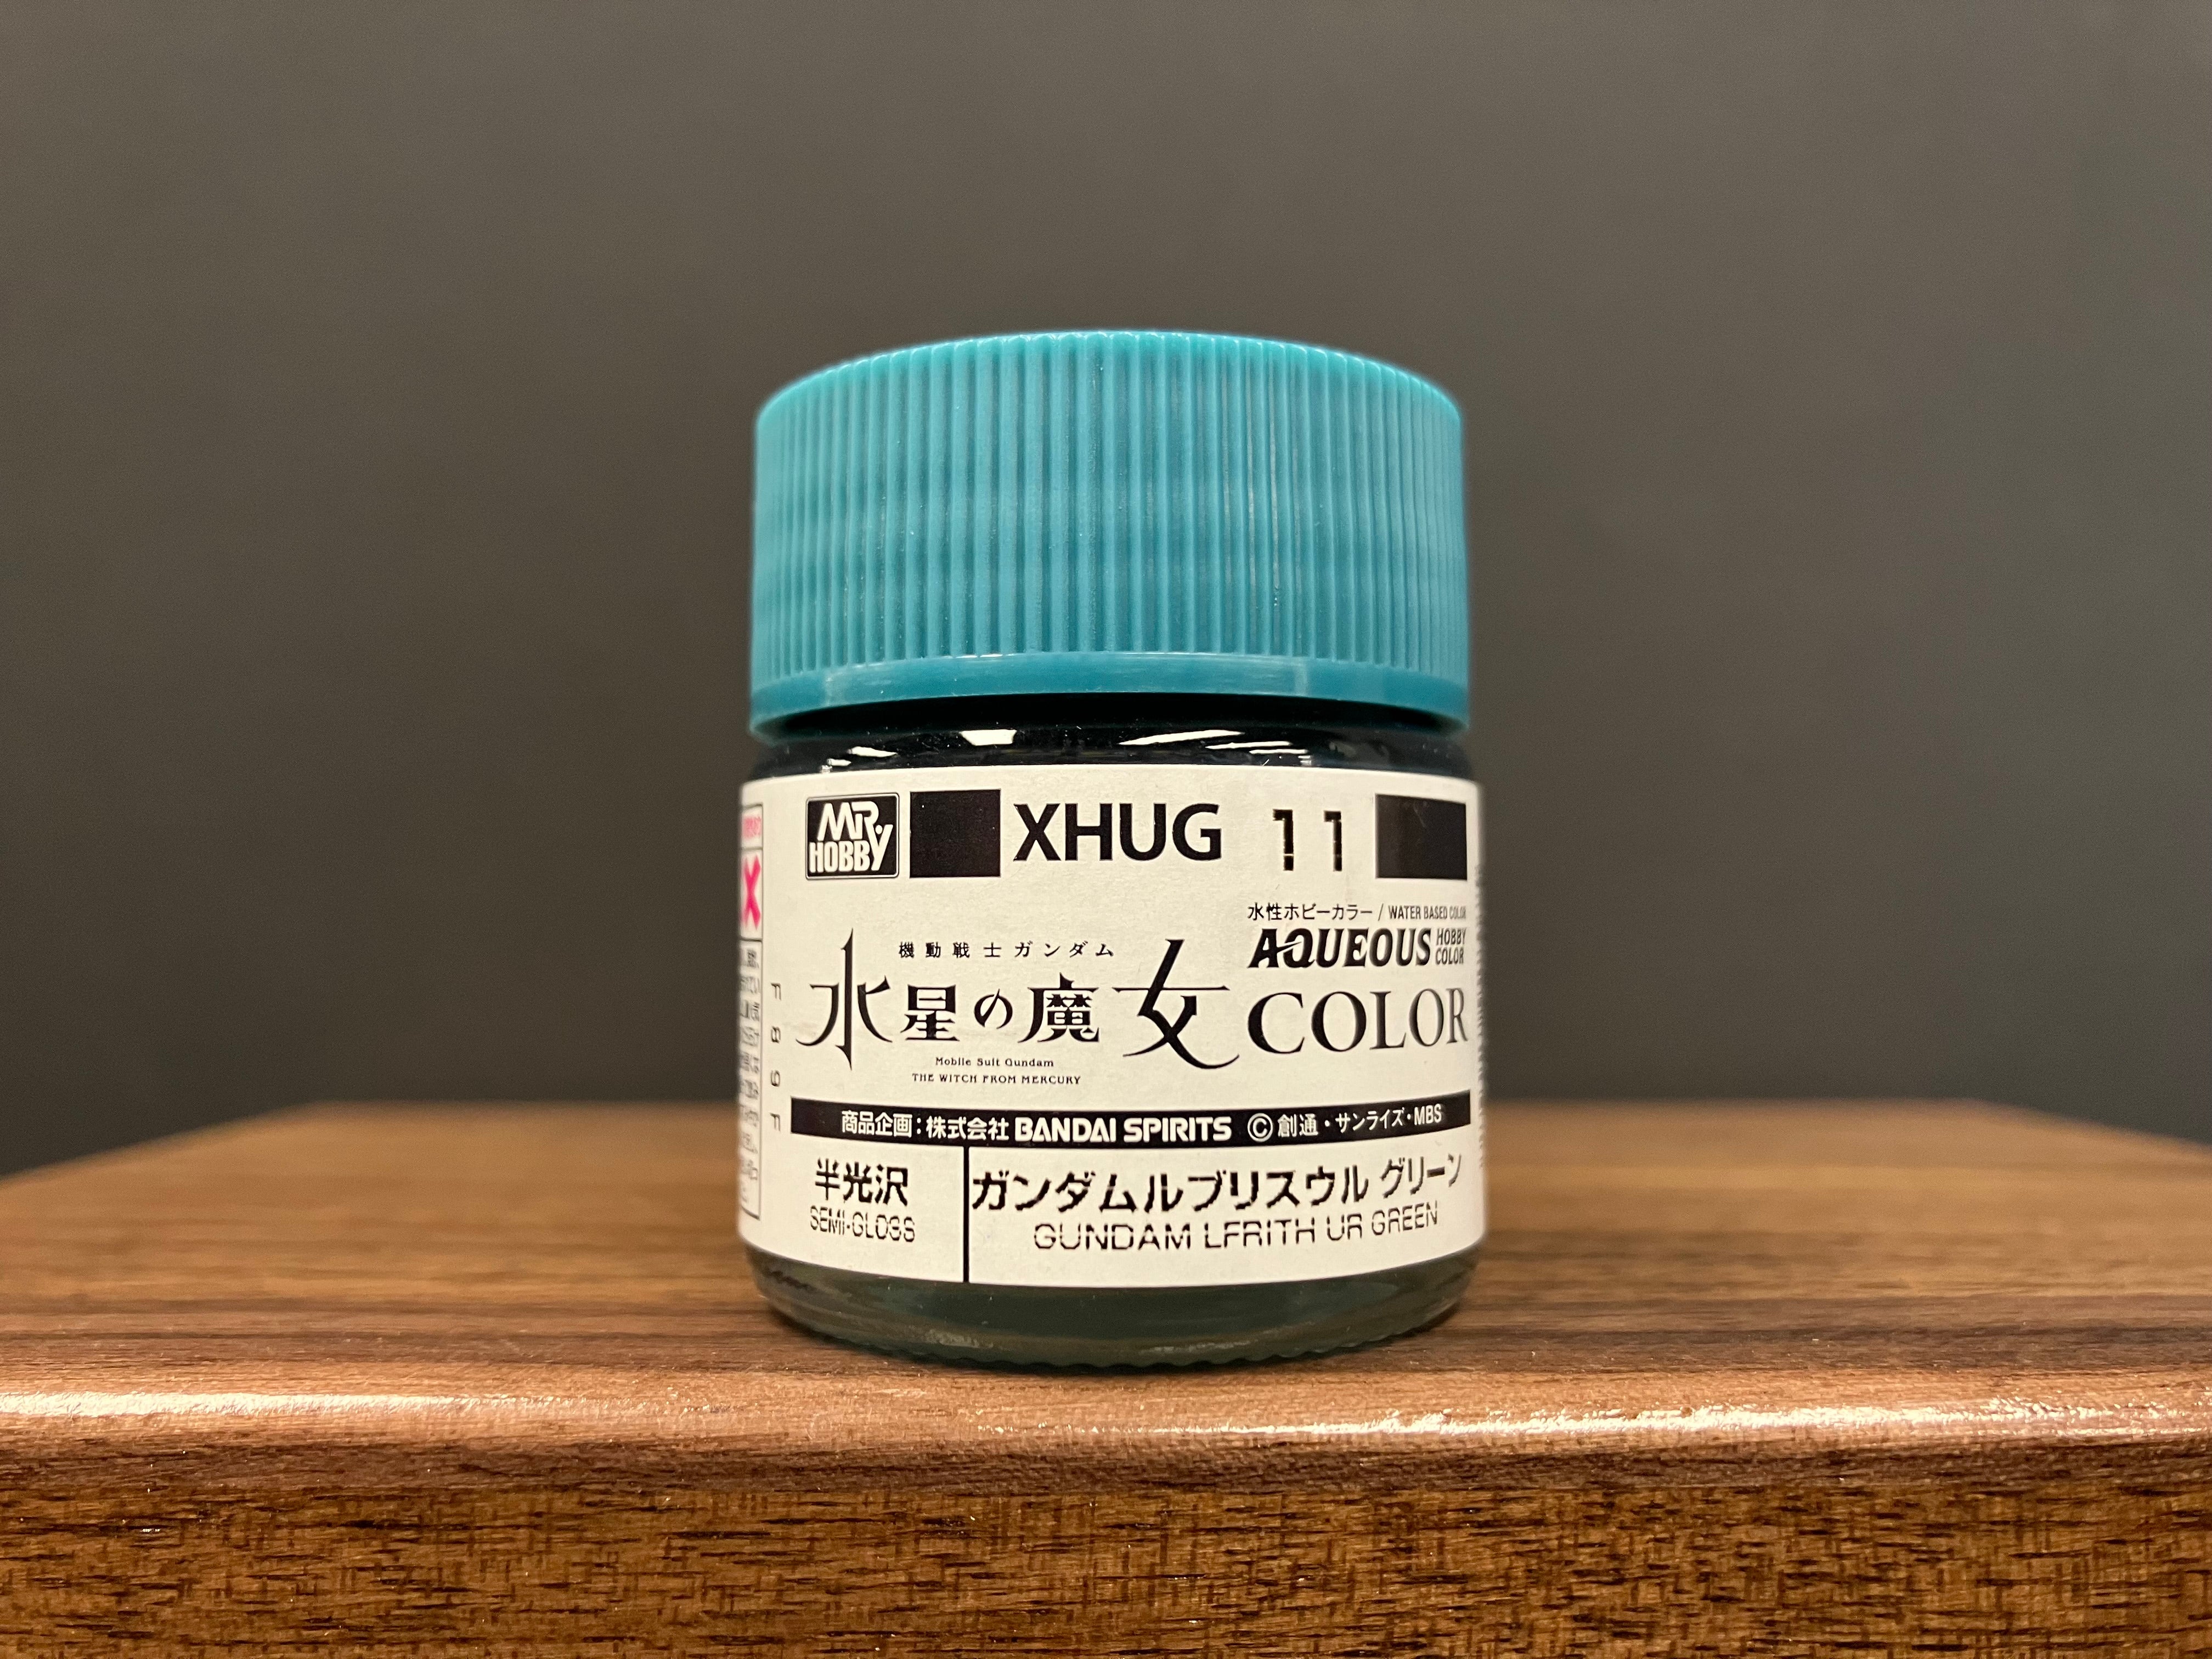 MR HOBBY
XHUG 11
水性ホビーカラー / WATER BASED COLOR
AQUEOUS HOBBY COLOR
機動戦士ガンダム
水星の魔女 COLOR
Mobile Suit Gundam
THE WITCH FROM MERCURY
商品企画：株式会社 BANDAI SPIRITS ©創通・サンライズ・MBS
半光沢
SEMI-GLOSS
ガンダムルブリスウル グリーン
GUNDAM LFRITH UR GREEN